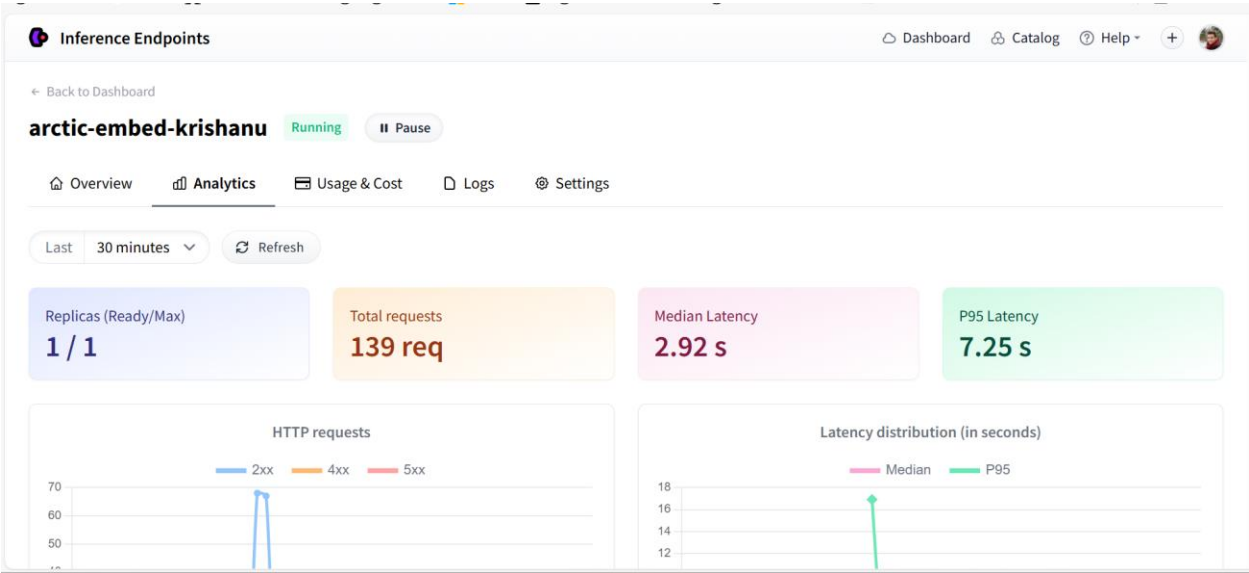 Inference Endpoints
Dashboard Catalog Help +
← Back to Dashboard
arctic-embed-krishanu Running Pause
Overview Analytics Usage & Cost Logs Settings
Last 30 minutes Refresh
Replicas (Ready/Max)
1 / 1
Total requests
139 req
Median Latency
2.92 s
P95 Latency
7.25 s
HTTP requests
2xx 4xx 5xx
70
60
50
Latency distribution (in seconds)
Median P95
18
16
14
12